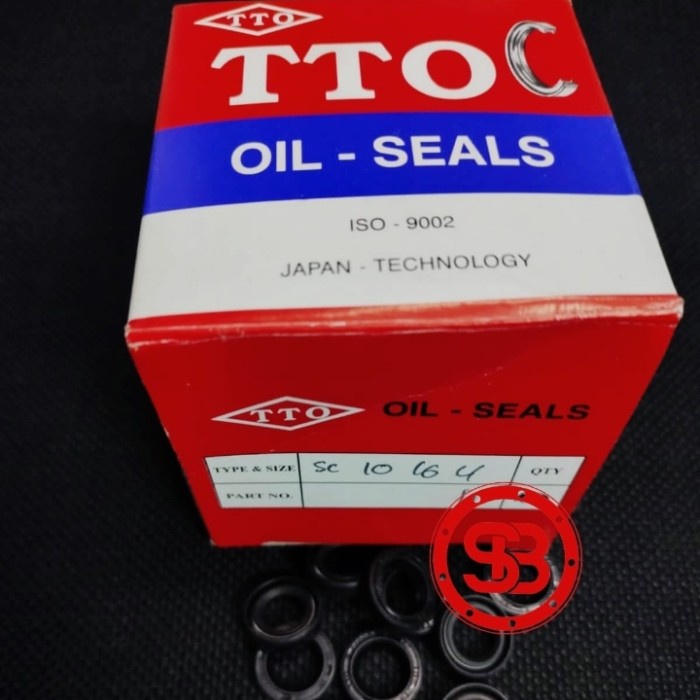 TTO
TTO
OIL - SEALS
ISO - 9002
JAPAN - TECHNOLOGY
TTO OIL - SEALS
TYPE & SIZE SC 10 16 4 QTY
PART NO.
SB